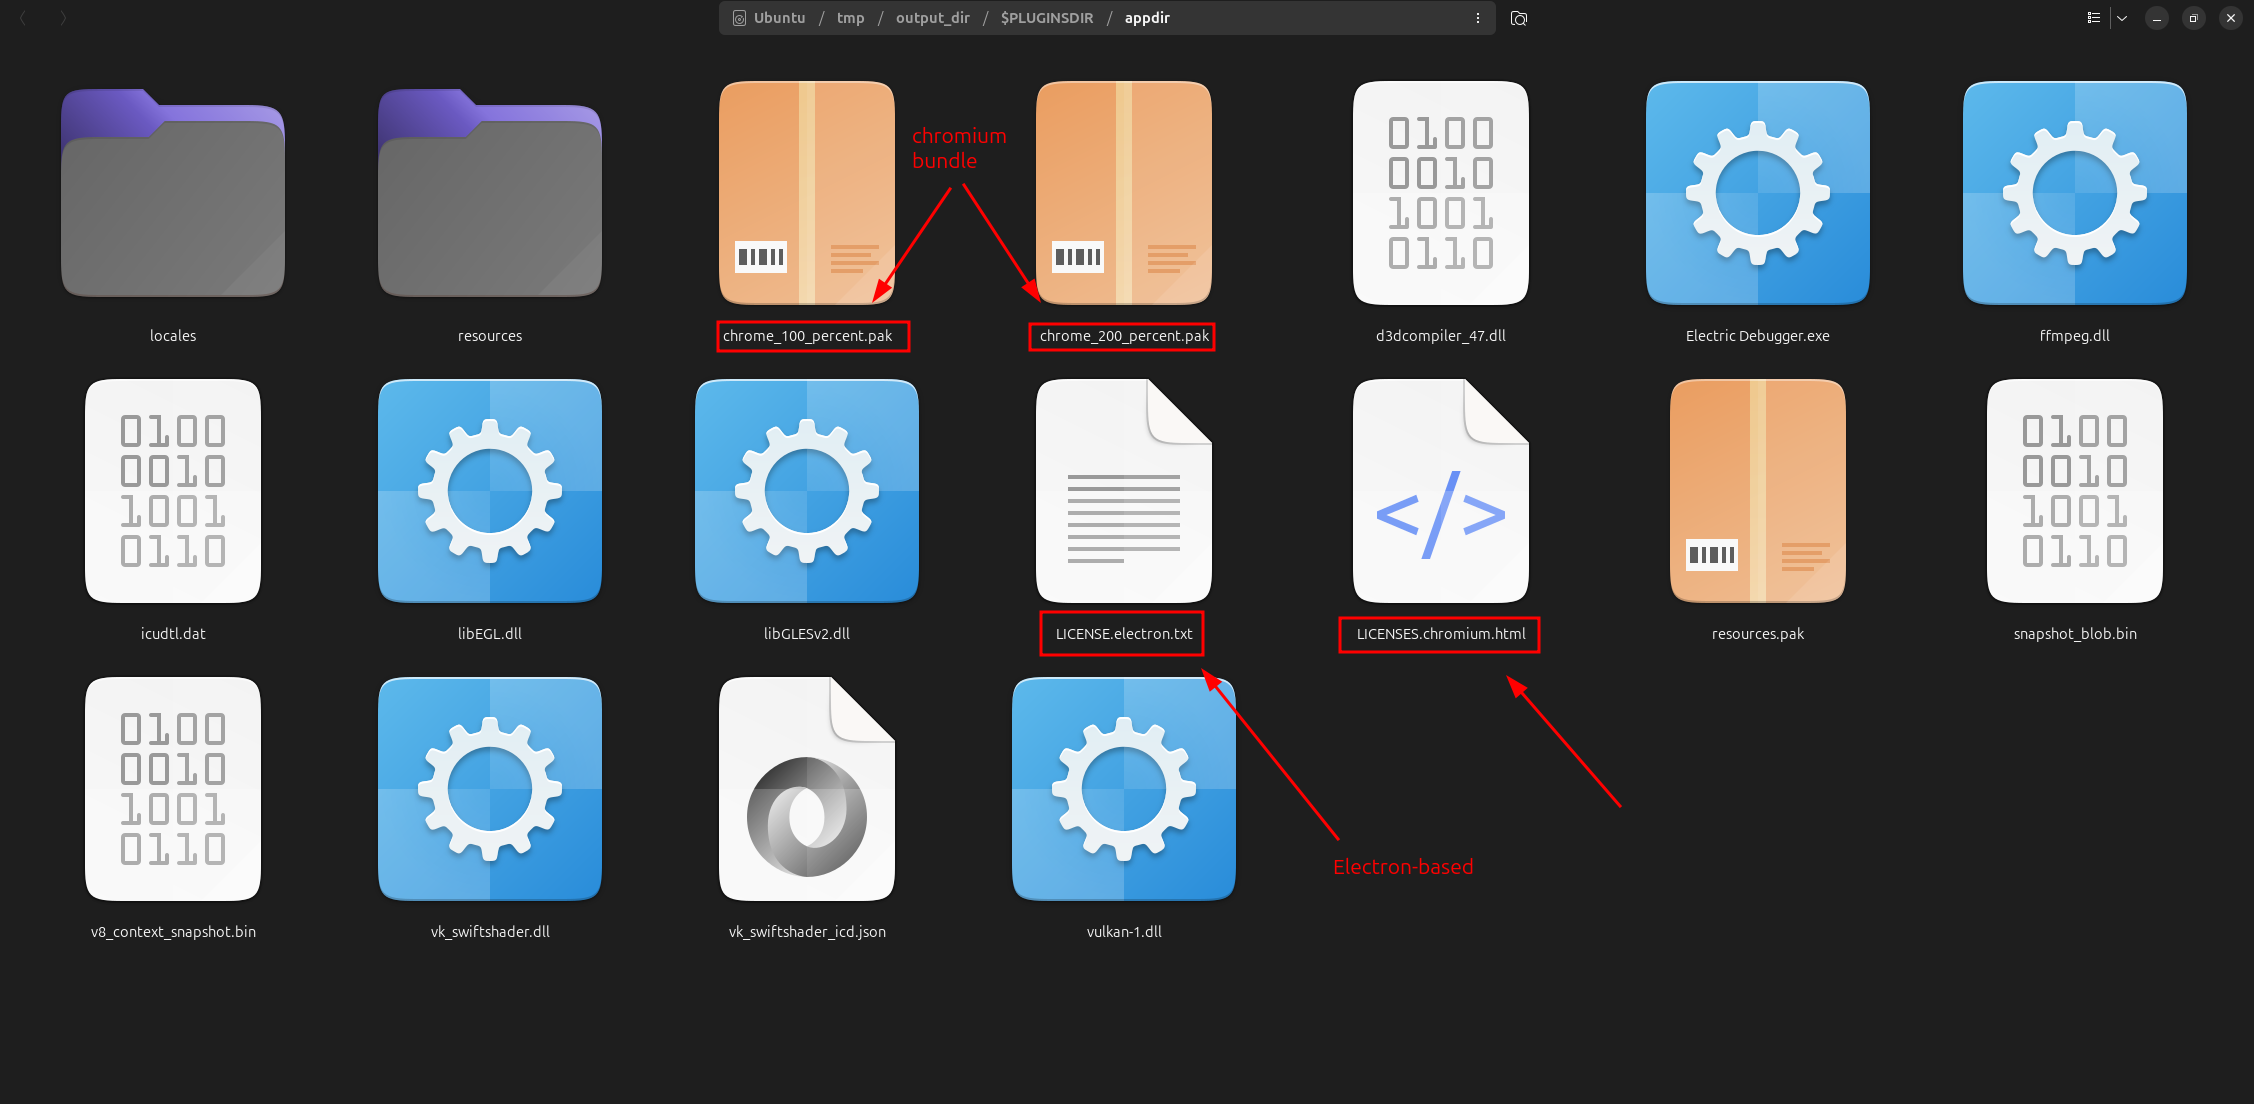 Ubuntu / tmp / output_dir / $PLUGINSDIR / appdir
chromium
bundle
locales
resources
chrome_100_percent.pak
chrome_200_percent.pak
d3dcompiler_47.dll
Electric Debugger.exe
ffmpeg.dll
icudtl.dat
libEGL.dll
libGLESv2.dll
LICENSE.electron.txt
LICENSES.chromium.html
resources.pak
snapshot_blob.bin
Electron-based
v8_context_snapshot.bin
vk_swiftshader.dll
vk_swiftshader_icd.json
vulkan-1.dll